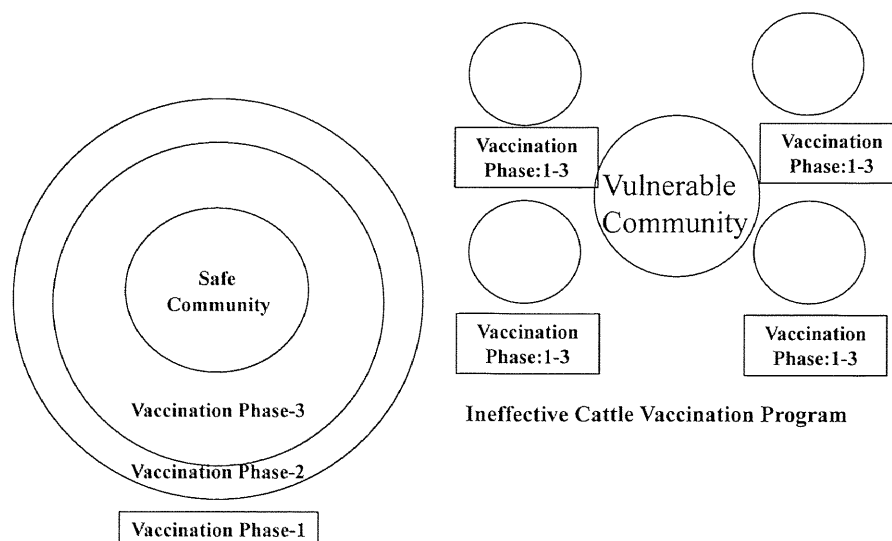 Safe
Community
Vaccination Phase-3
Vaccination Phase-2
Vaccination Phase-1
Vaccination
Phase:1-3
Vaccination
Phase:1-3
Vulnerable
Community
Vaccination
Phase:1-3
Vaccination
Phase:1-3
Ineffective Cattle Vaccination Program